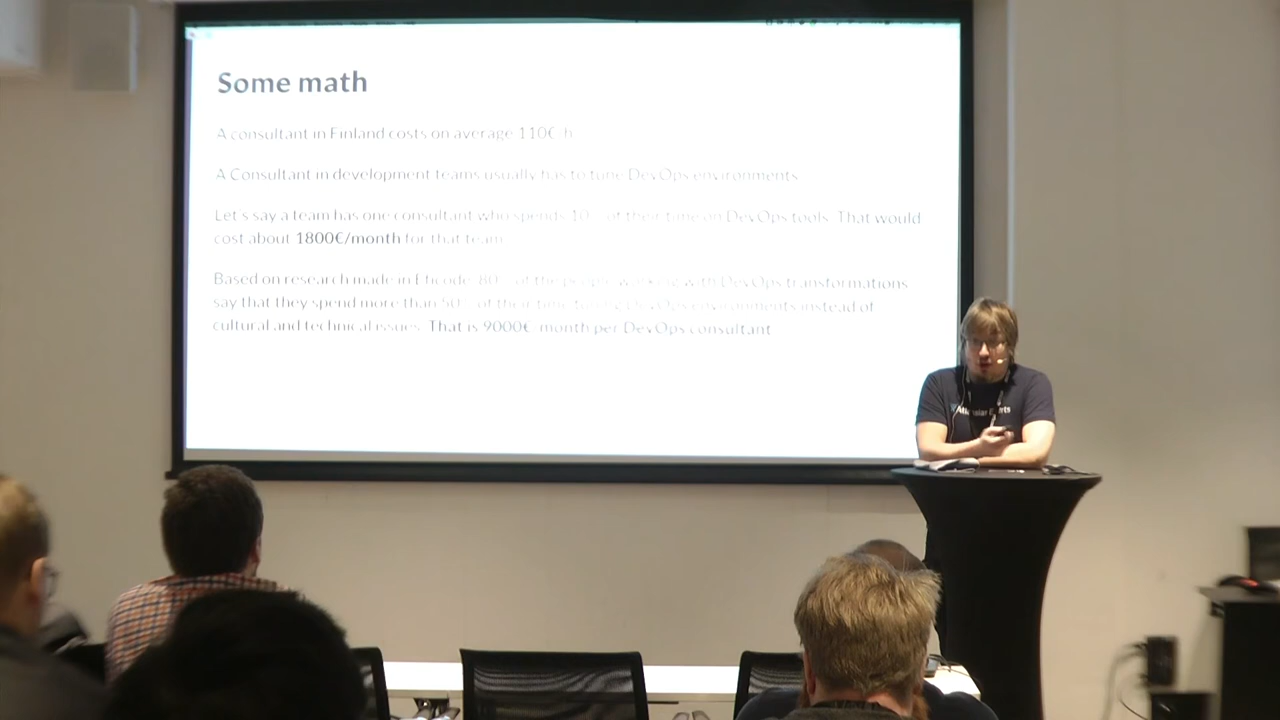 Some math
A consultant in Finland costs on average 110€/h
A Consultant in development teams usually has to tune DevOps environments
Let's say a team has one consultant who spends 10% of their time on DevOps tools. That would
cost about 1800€/month for that team
Based on research made in Eficode, 80% of the people working with DevOps transformations
say that they spend more than 50% of their time tuning DevOps environments instead of
cultural and technical issues. That is 9000€/month per DevOps consultant
Atlassian Experts